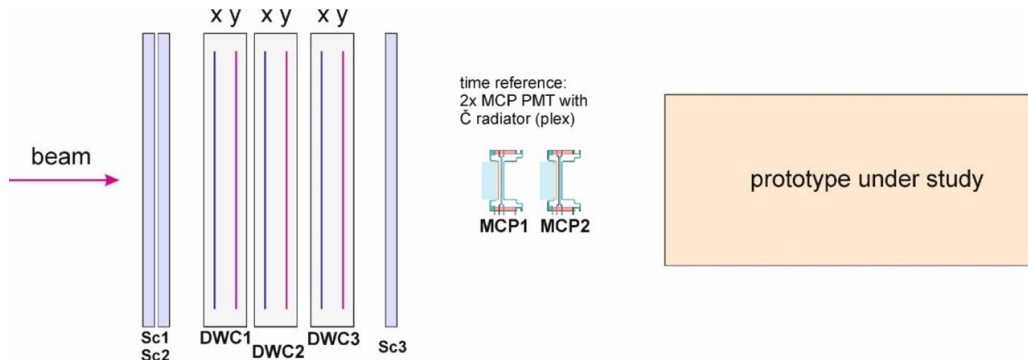 x y x y x y
time reference:
2x MCP PMT with
Č radiator (plex)
beam
prototype under study
MCP1 MCP2
Sc1
Sc2
DWC1
DWC2
DWC3
Sc3